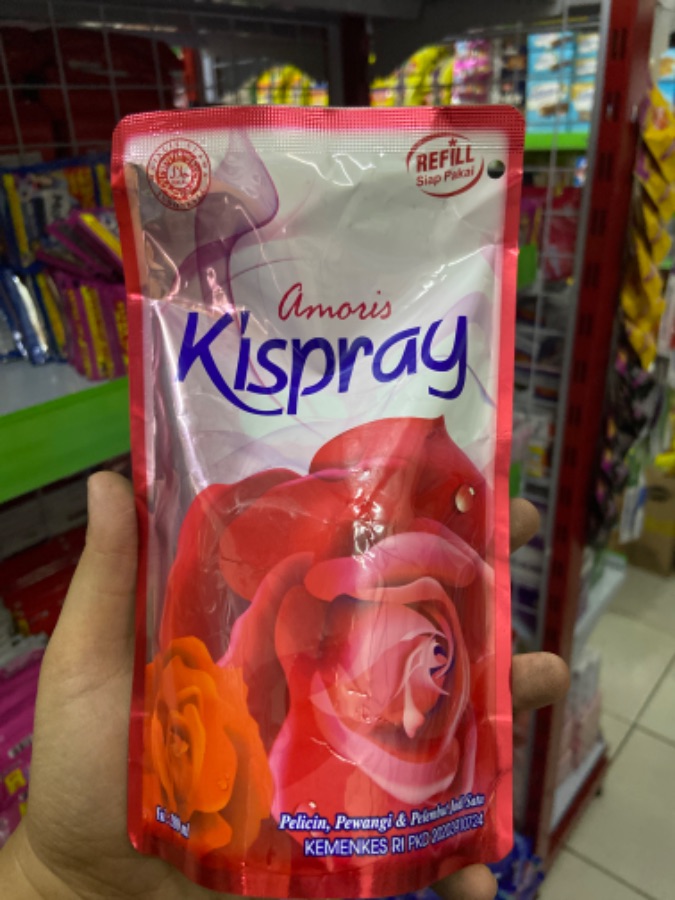 REFILL
Siap Pakai
Amoris
Kispray
Pelicin, Pewangi & Pelembut Jadi Satu
KEMENKES RI PKD